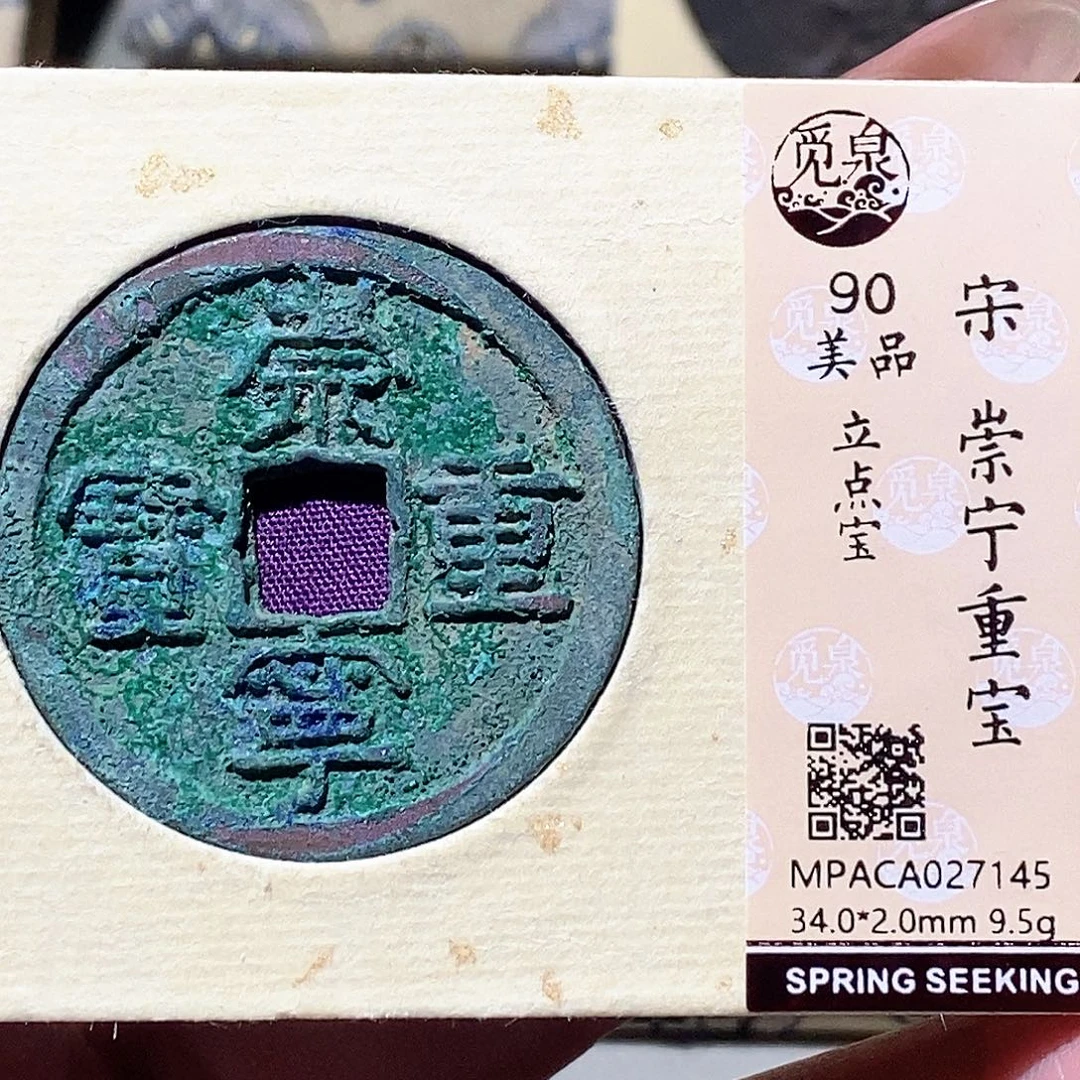 崇
重
寧
寶
觅泉
宋 崇宁重宝
90
美品
立点宝
MPACA027145
34.0*2.0mm 9.5g
SPRING SEEKING